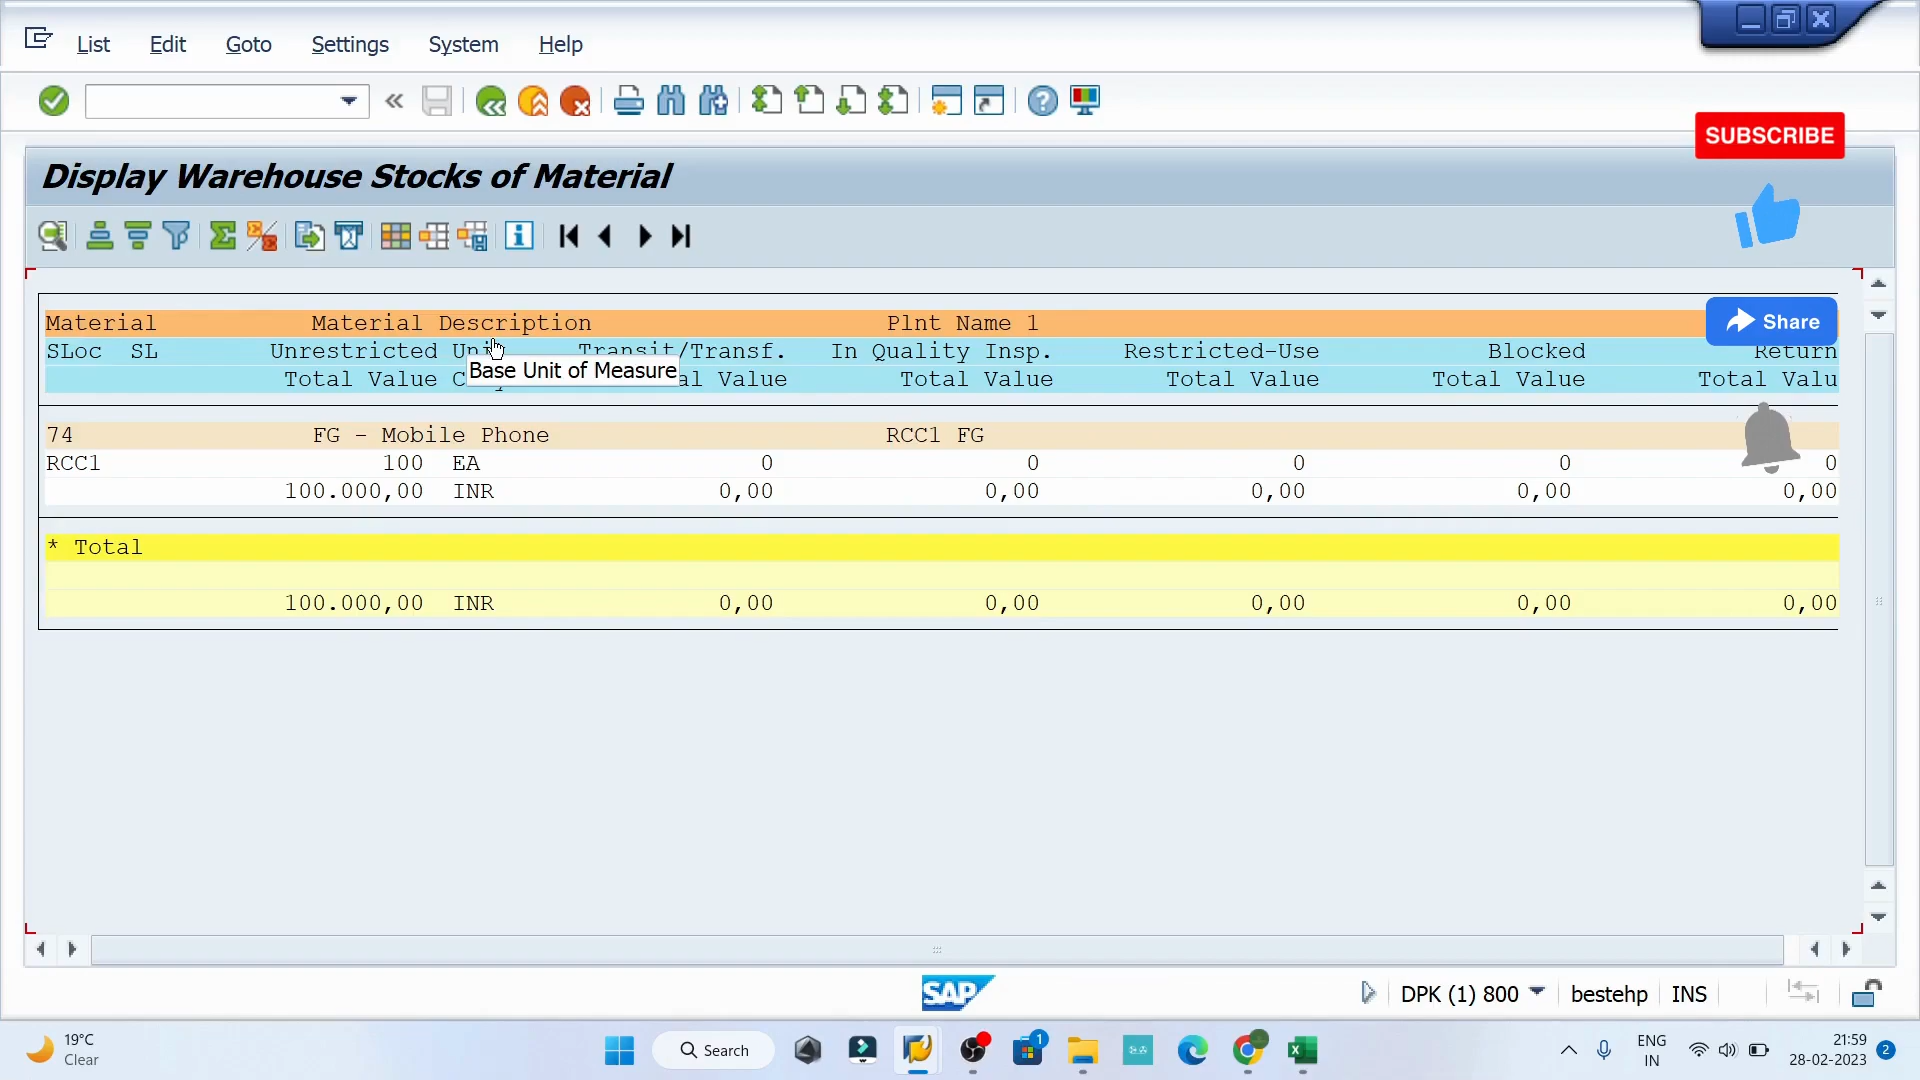 List Edit Goto Settings System Help
SUBSCRIBE
Display Warehouse Stocks of Material
Material Material Description Plnt Name 1
Share
SLoc SL Unrestricted Transit/Transf. In Quality Insp. Restricted-Use Blocked Return
Base Unit of Measure
Total Value Value Total Value Total Value Total Value Total Valu
74 FG - Mobile Phone RCC1 FG
RCC1 100 EA 0 0 0 0 0
100.000,00 INR 0,00 0,00 0,00 0,00 0,00
* Total
100.000,00 INR 0,00 0,00 0,00 0,00 0,00
SAP DPK (1) 800 bestehp INS
19°C
Clear
Search
1
ENG
IN
21:59
28-02-2023
2